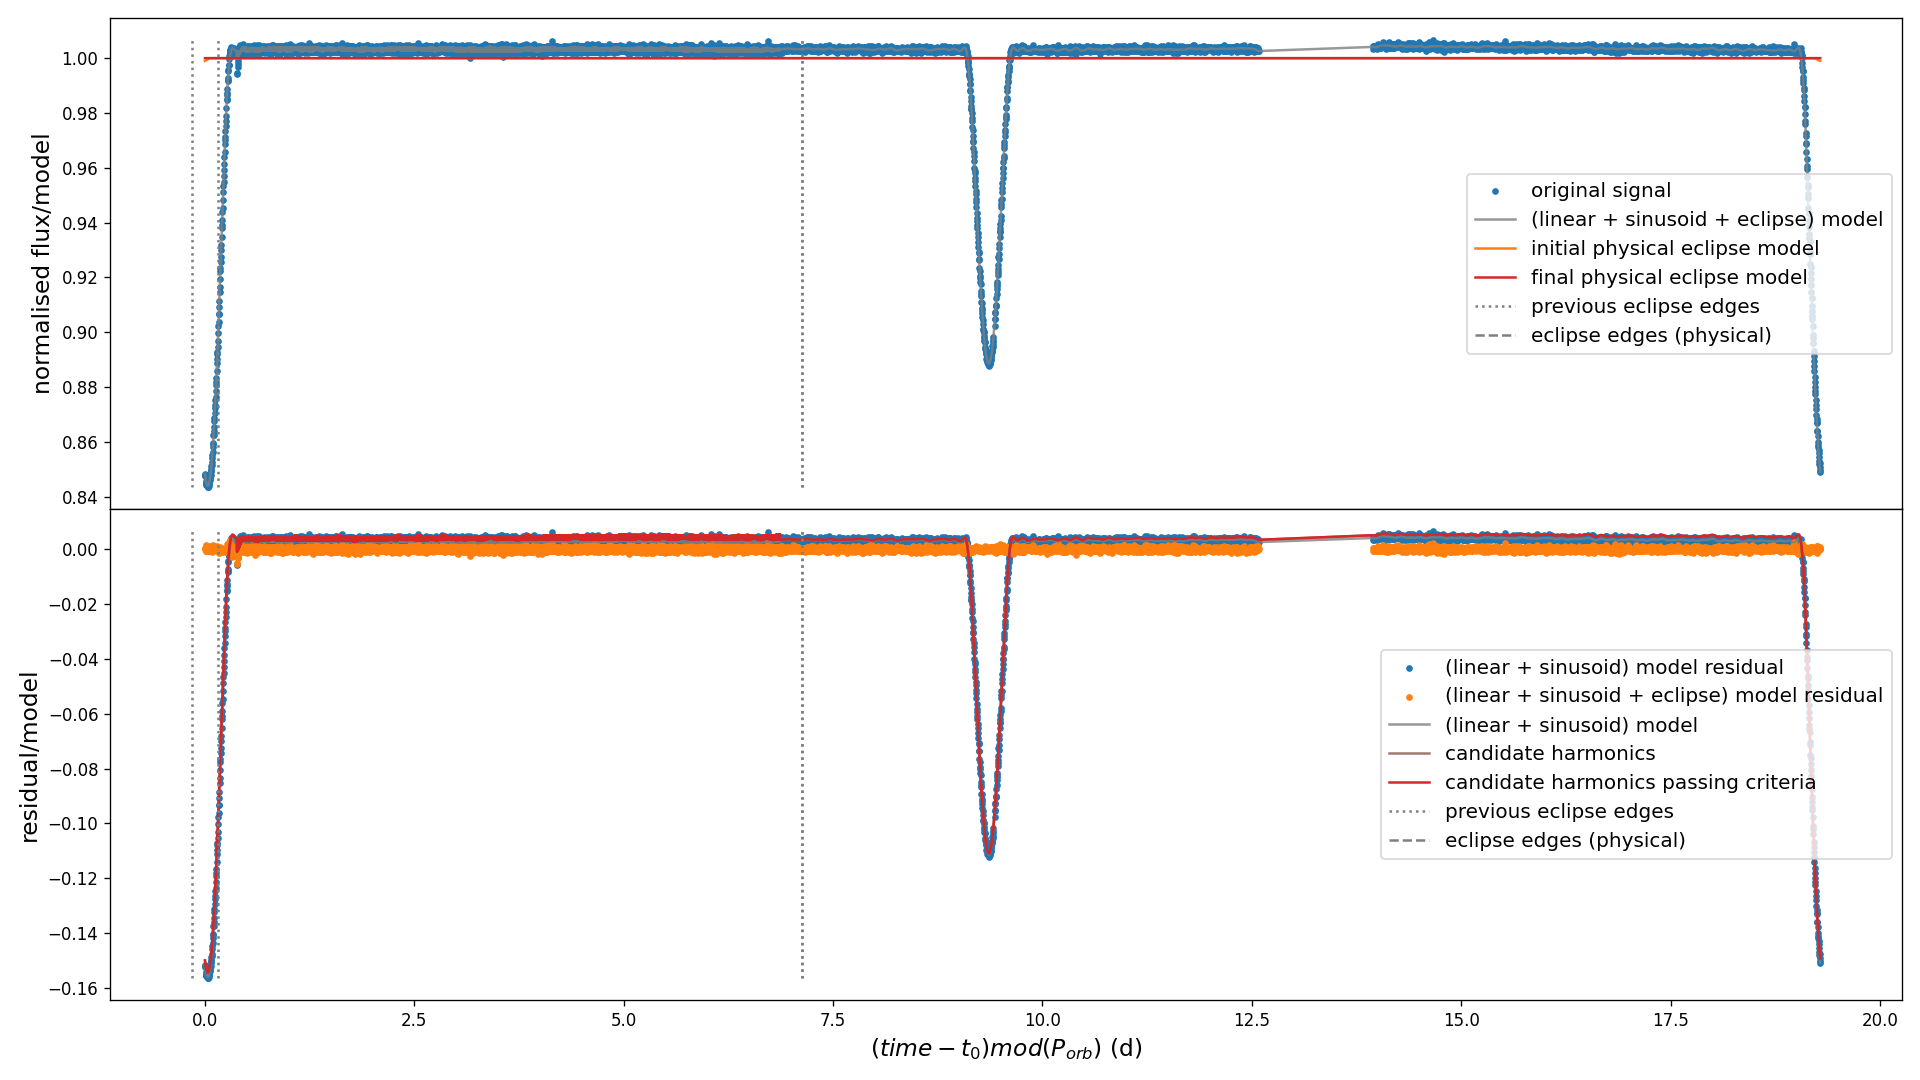 normalised flux/model
1.00
0.98
0.96
0.94
0.92
0.90
0.88
0.86
0.84
original signal
(linear + sinusoid + eclipse) model
initial physical eclipse model
final physical eclipse model
previous eclipse edges
eclipse edges (physical)
residual/model
0.00
−0.02
−0.04
−0.06
−0.08
−0.10
−0.12
−0.14
−0.16
(linear + sinusoid) model residual
(linear + sinusoid + eclipse) model residual
(linear + sinusoid) model
candidate harmonics
candidate harmonics passing criteria
previous eclipse edges
eclipse edges (physical)
0.0 2.5 5.0 7.5 10.0 12.5 15.0 17.5 20.0
(time − t₀)mod(Pₒᵣb) (d)